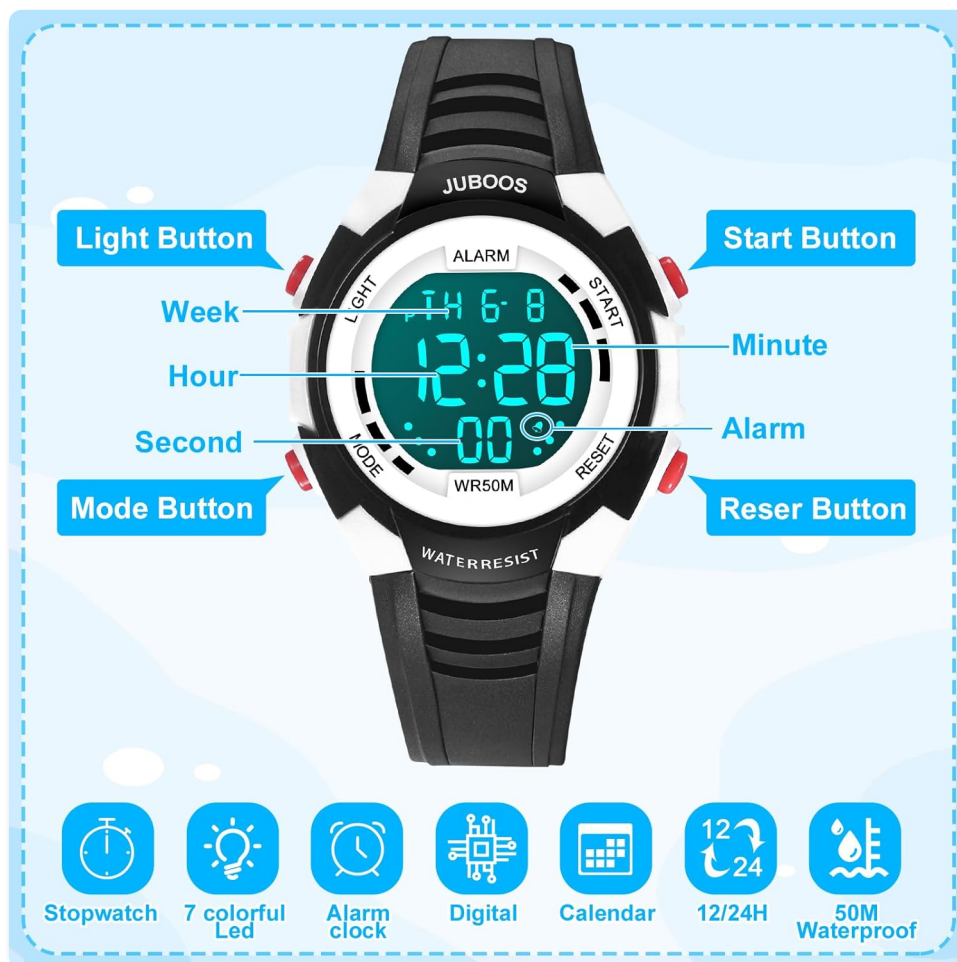 JUBOOS
Light Button
Start Button
ALARM
LIGHT
START
Week
P TH 6- 8
Minute
Hour
12:28
Second
00
Alarm
MODE
RESET
WR50M
Mode Button
Reser Button
WATERRESIST
Stopwatch
7 colorful
Led
Alarm
clock
Digital
Calendar
12 24
12/24H
50M
Waterproof